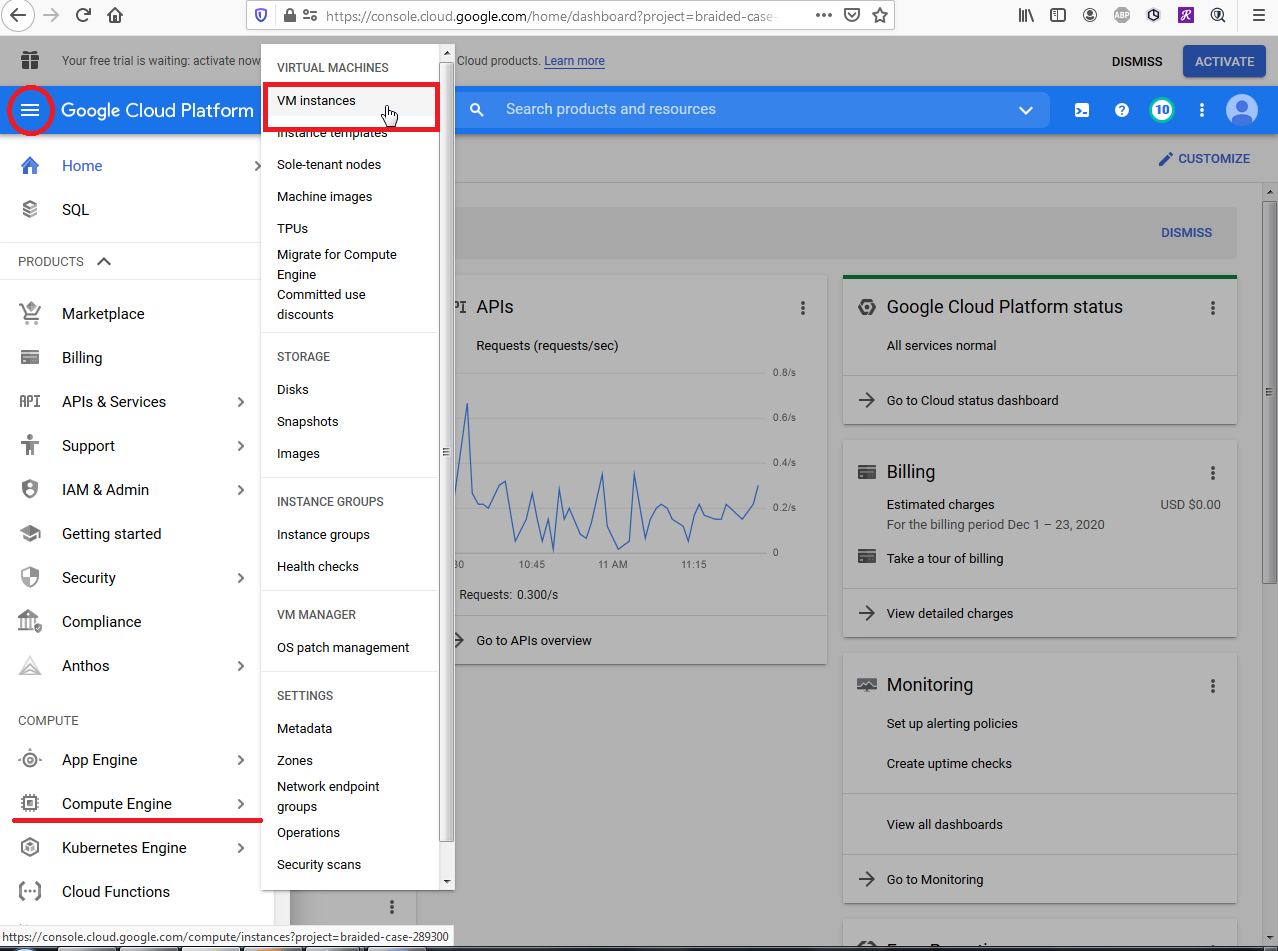 https://console.cloud.google.com/home/dashboard?project=braided-case-
ABP
Your free trial is waiting: activate now
Cloud products. Learn more
DISMISS
ACTIVATE
Google Cloud Platform
Search products and resources
10
CUSTOMIZE
Home
SQL
PRODUCTS
Marketplace
Billing
API
APIs & Services
Support
IAM & Admin
Getting started
Security
Compliance
Anthos
COMPUTE
App Engine
Compute Engine
Kubernetes Engine
Cloud Functions
VIRTUAL MACHINES
VM instances
Instance templates
Sole-tenant nodes
Machine images
TPUs
Migrate for Compute
Engine
Committed use
discounts
STORAGE
Disks
Snapshots
Images
INSTANCE GROUPS
Instance groups
Health checks
VM MANAGER
OS patch management
SETTINGS
Metadata
Zones
Network endpoint
groups
Operations
Security scans
DISMISS
APIs
Requests (requests/sec)
0.8/s
0.6/s
0.4/s
0.2/s
0
30
10:45
11 AM
11:15
Requests: 0.300/s
Go to APIs overview
Google Cloud Platform status
All services normal
Go to Cloud status dashboard
Billing
Estimated charges
USD $0.00
For the billing period Dec 1 – 23, 2020
Take a tour of billing
View detailed charges
Monitoring
Set up alerting policies
Create uptime checks
View all dashboards
Go to Monitoring
https://console.cloud.google.com/compute/instances?project=braided-case-289300